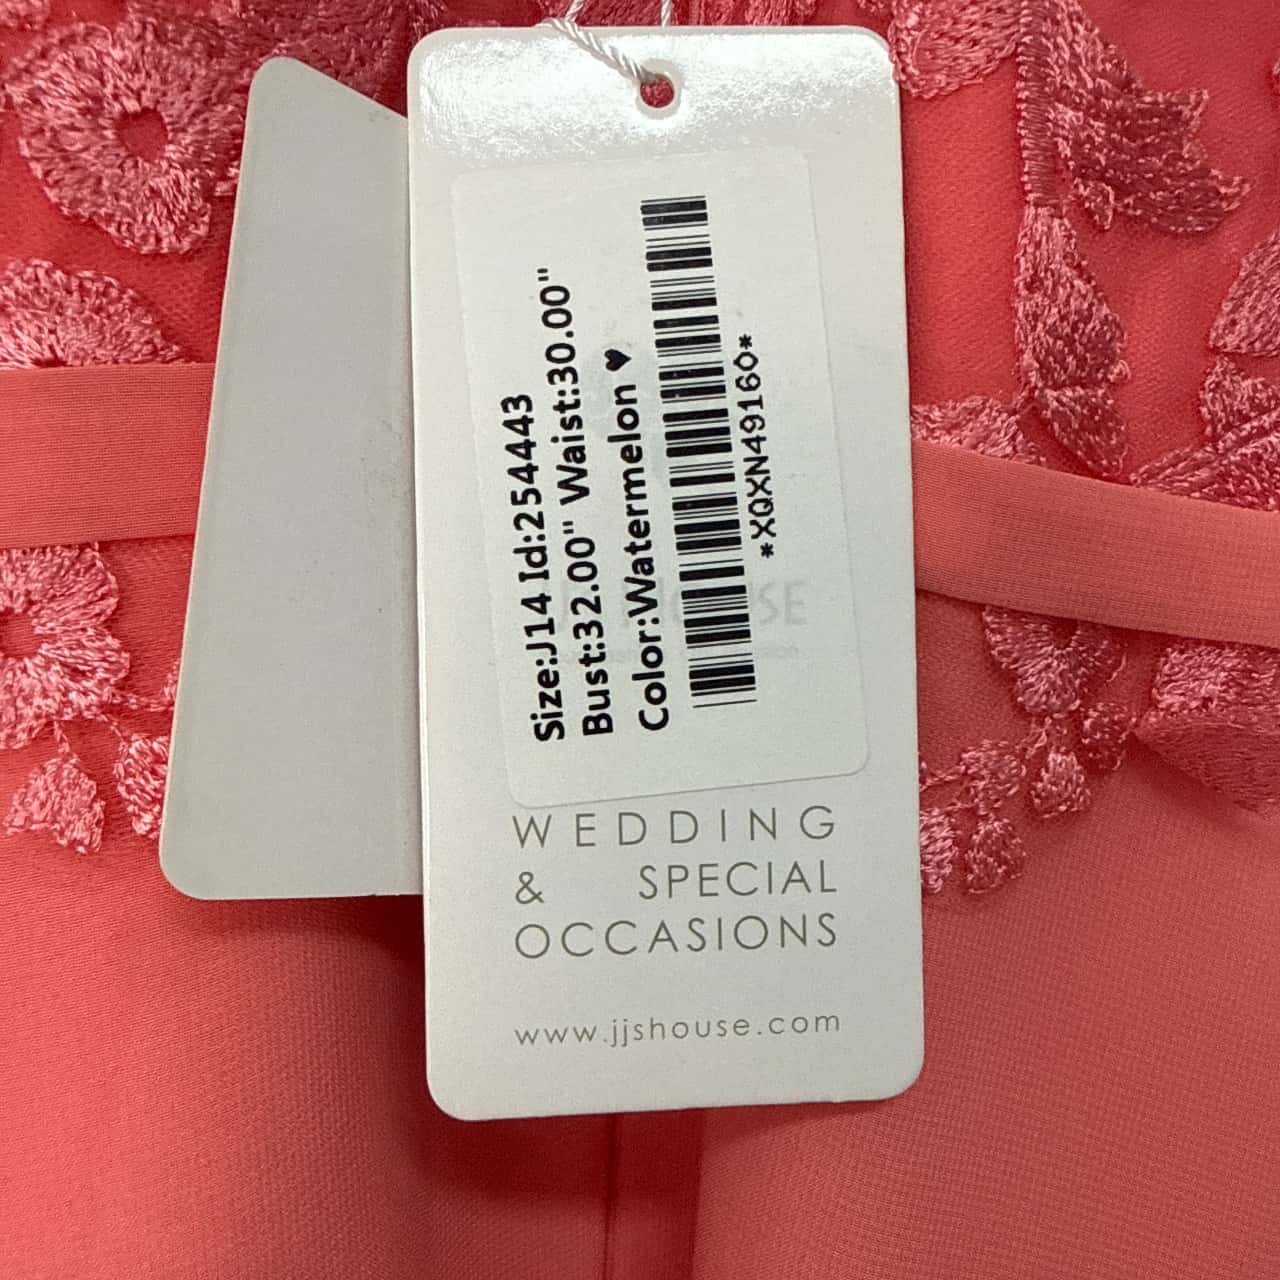 Size:J14 Id:254443
Bust:32.00" Waist:30.00"
Color:Watermelon ♥
*XQXN49160*
WEDDING
& SPECIAL
OCCASIONS
www.jjshouse.com